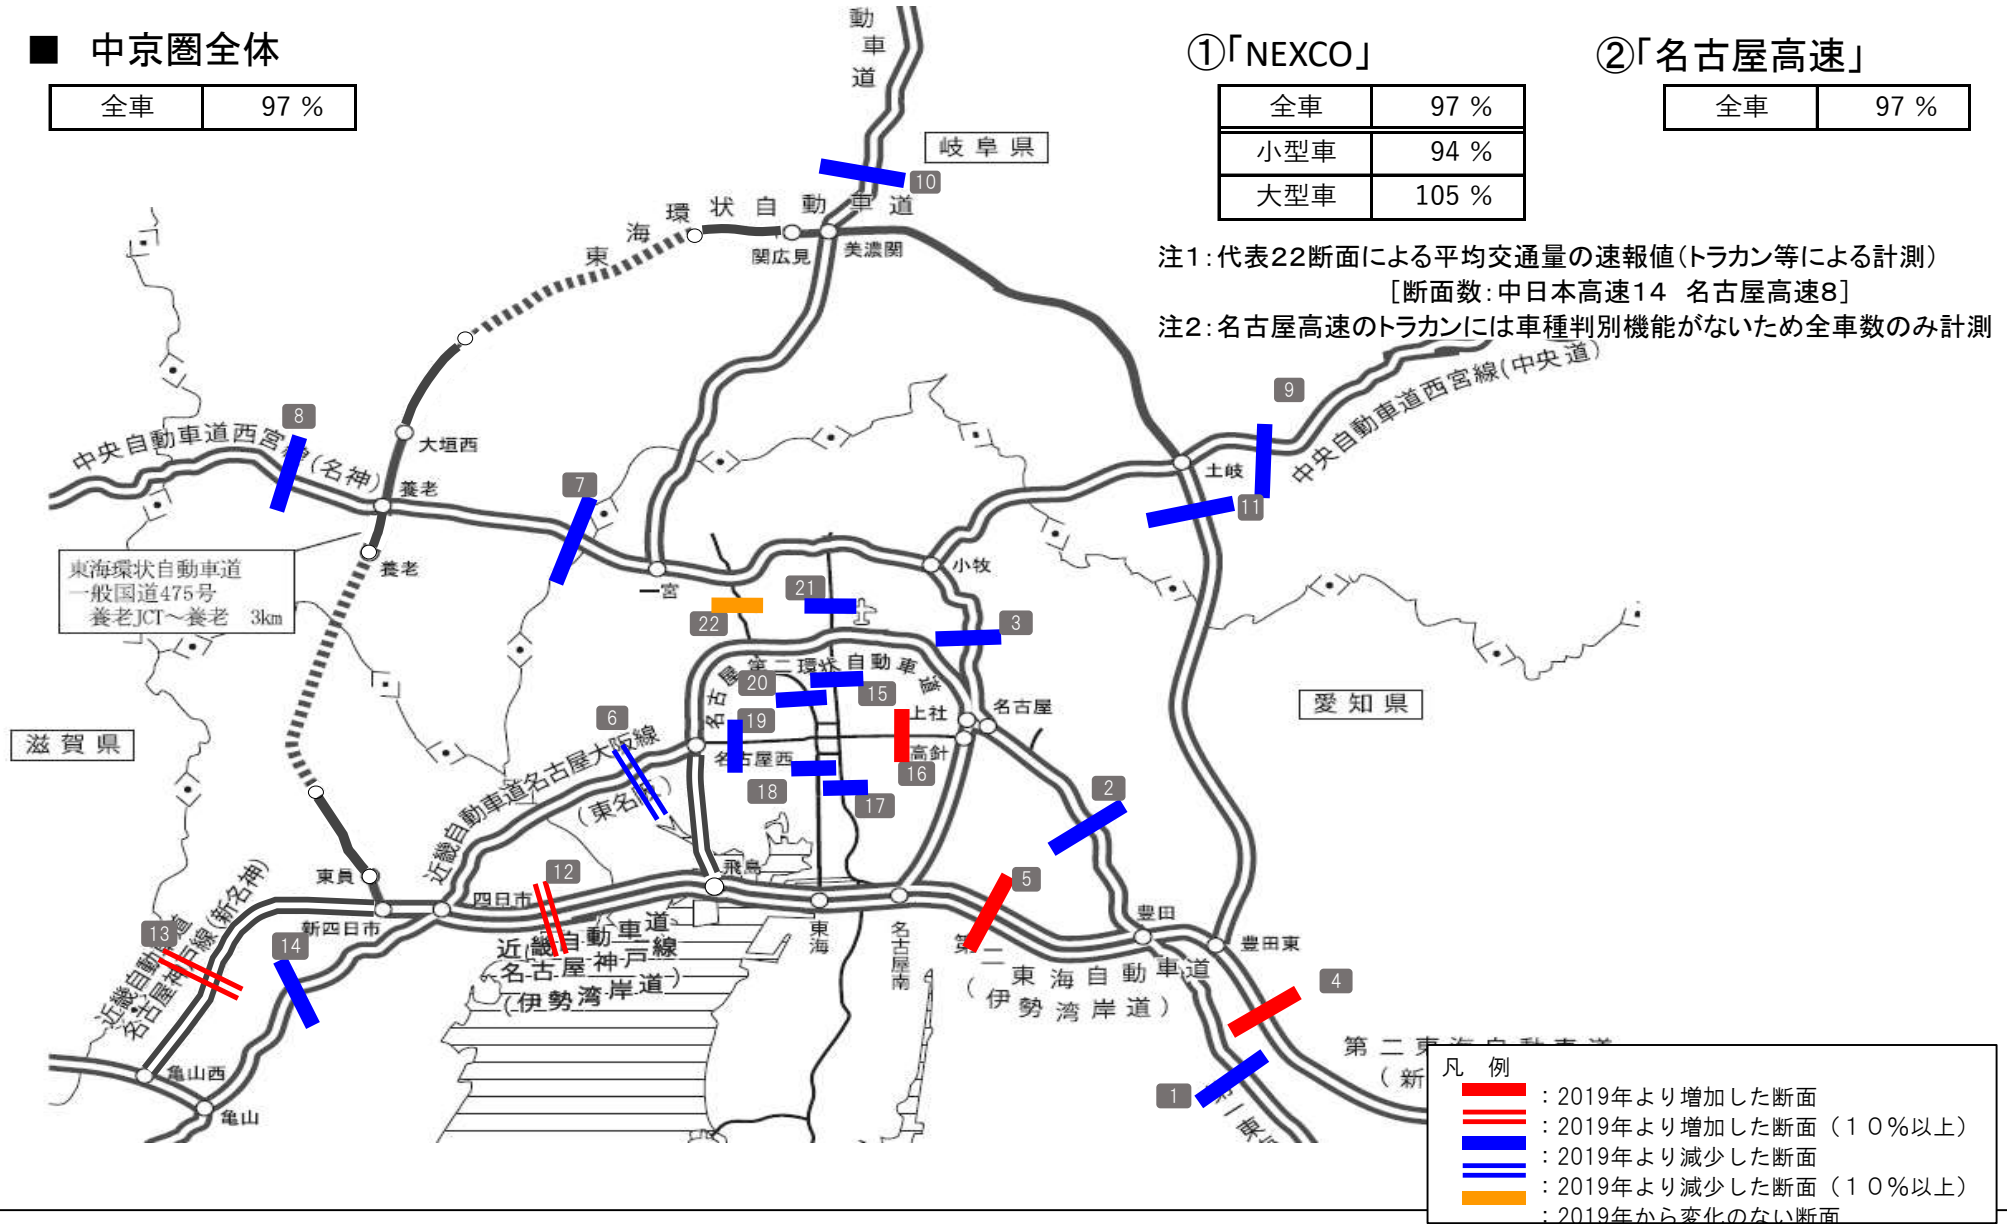 ■ 中京圏全体
全車 97 %
①「NEXCO」
全車 97 %
小型車 94 %
大型車 105 %
②「名古屋高速」
全車 97 %
注1：代表22断面による平均交通量の速報値（トラカン等による計測）
［断面数：中日本高速14　名古屋高速8］
注2：名古屋高速のトラカンには車種判別機能がないため全車数のみ計測
動車道
岐阜県
10
東海環状自動車道
関広見
美濃関
中央自動車道西宮線(中央道)
9
8
中央自動車道西宮線(名神)
大垣西
養老
7
土岐
11
東海環状自動車道
一般国道475号
養老JCT～養老　3km
養老
一宮
小牧
21
22
3
名古屋第二環状自動車道
20
15
19
上社
名古屋
愛知県
滋賀県
6
近畿自動車道名古屋大阪線
(東名阪)
名古屋西
高針
16
18
17
2
飛島
東員
12
5
四日市
新四日市
近畿自動車道
名古屋神戸線
(伊勢湾岸道)
東海
名古屋南
豊田
豊田東
第二東海自動車道
(伊勢湾岸道)
13
14
近畿自動車道
名古屋神戸線(新名神)
4
1
亀山西
亀山
第二東海自動車道
(新
第一東
凡　例
：2019年より増加した断面
：2019年より増加した断面（１０％以上）
：2019年より減少した断面
：2019年より減少した断面（１０％以上）
：2019年から変化のない断面